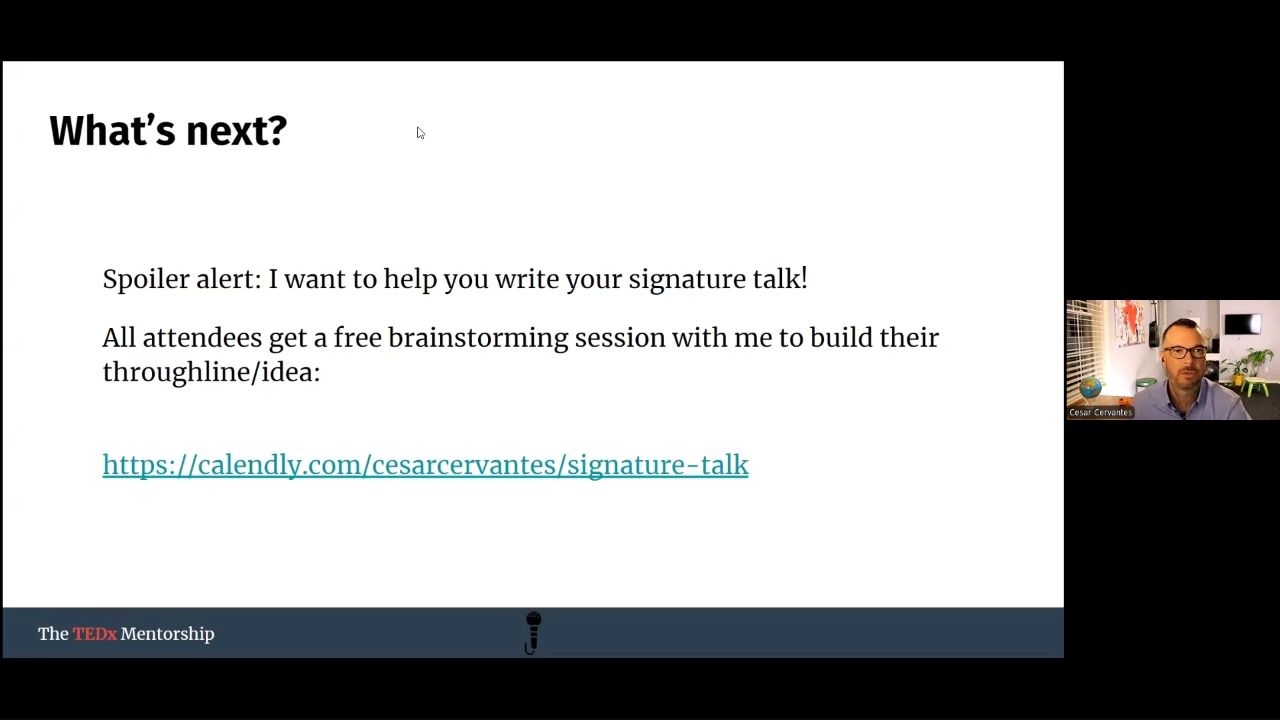 What's next?
Spoiler alert: I want to help you write your signature talk!
All attendees get a free brainstorming session with me to build their
throughline/idea:
https://calendly.com/cesarcervantes/signature-talk
Cesar Cervantes
The TEDx Mentorship